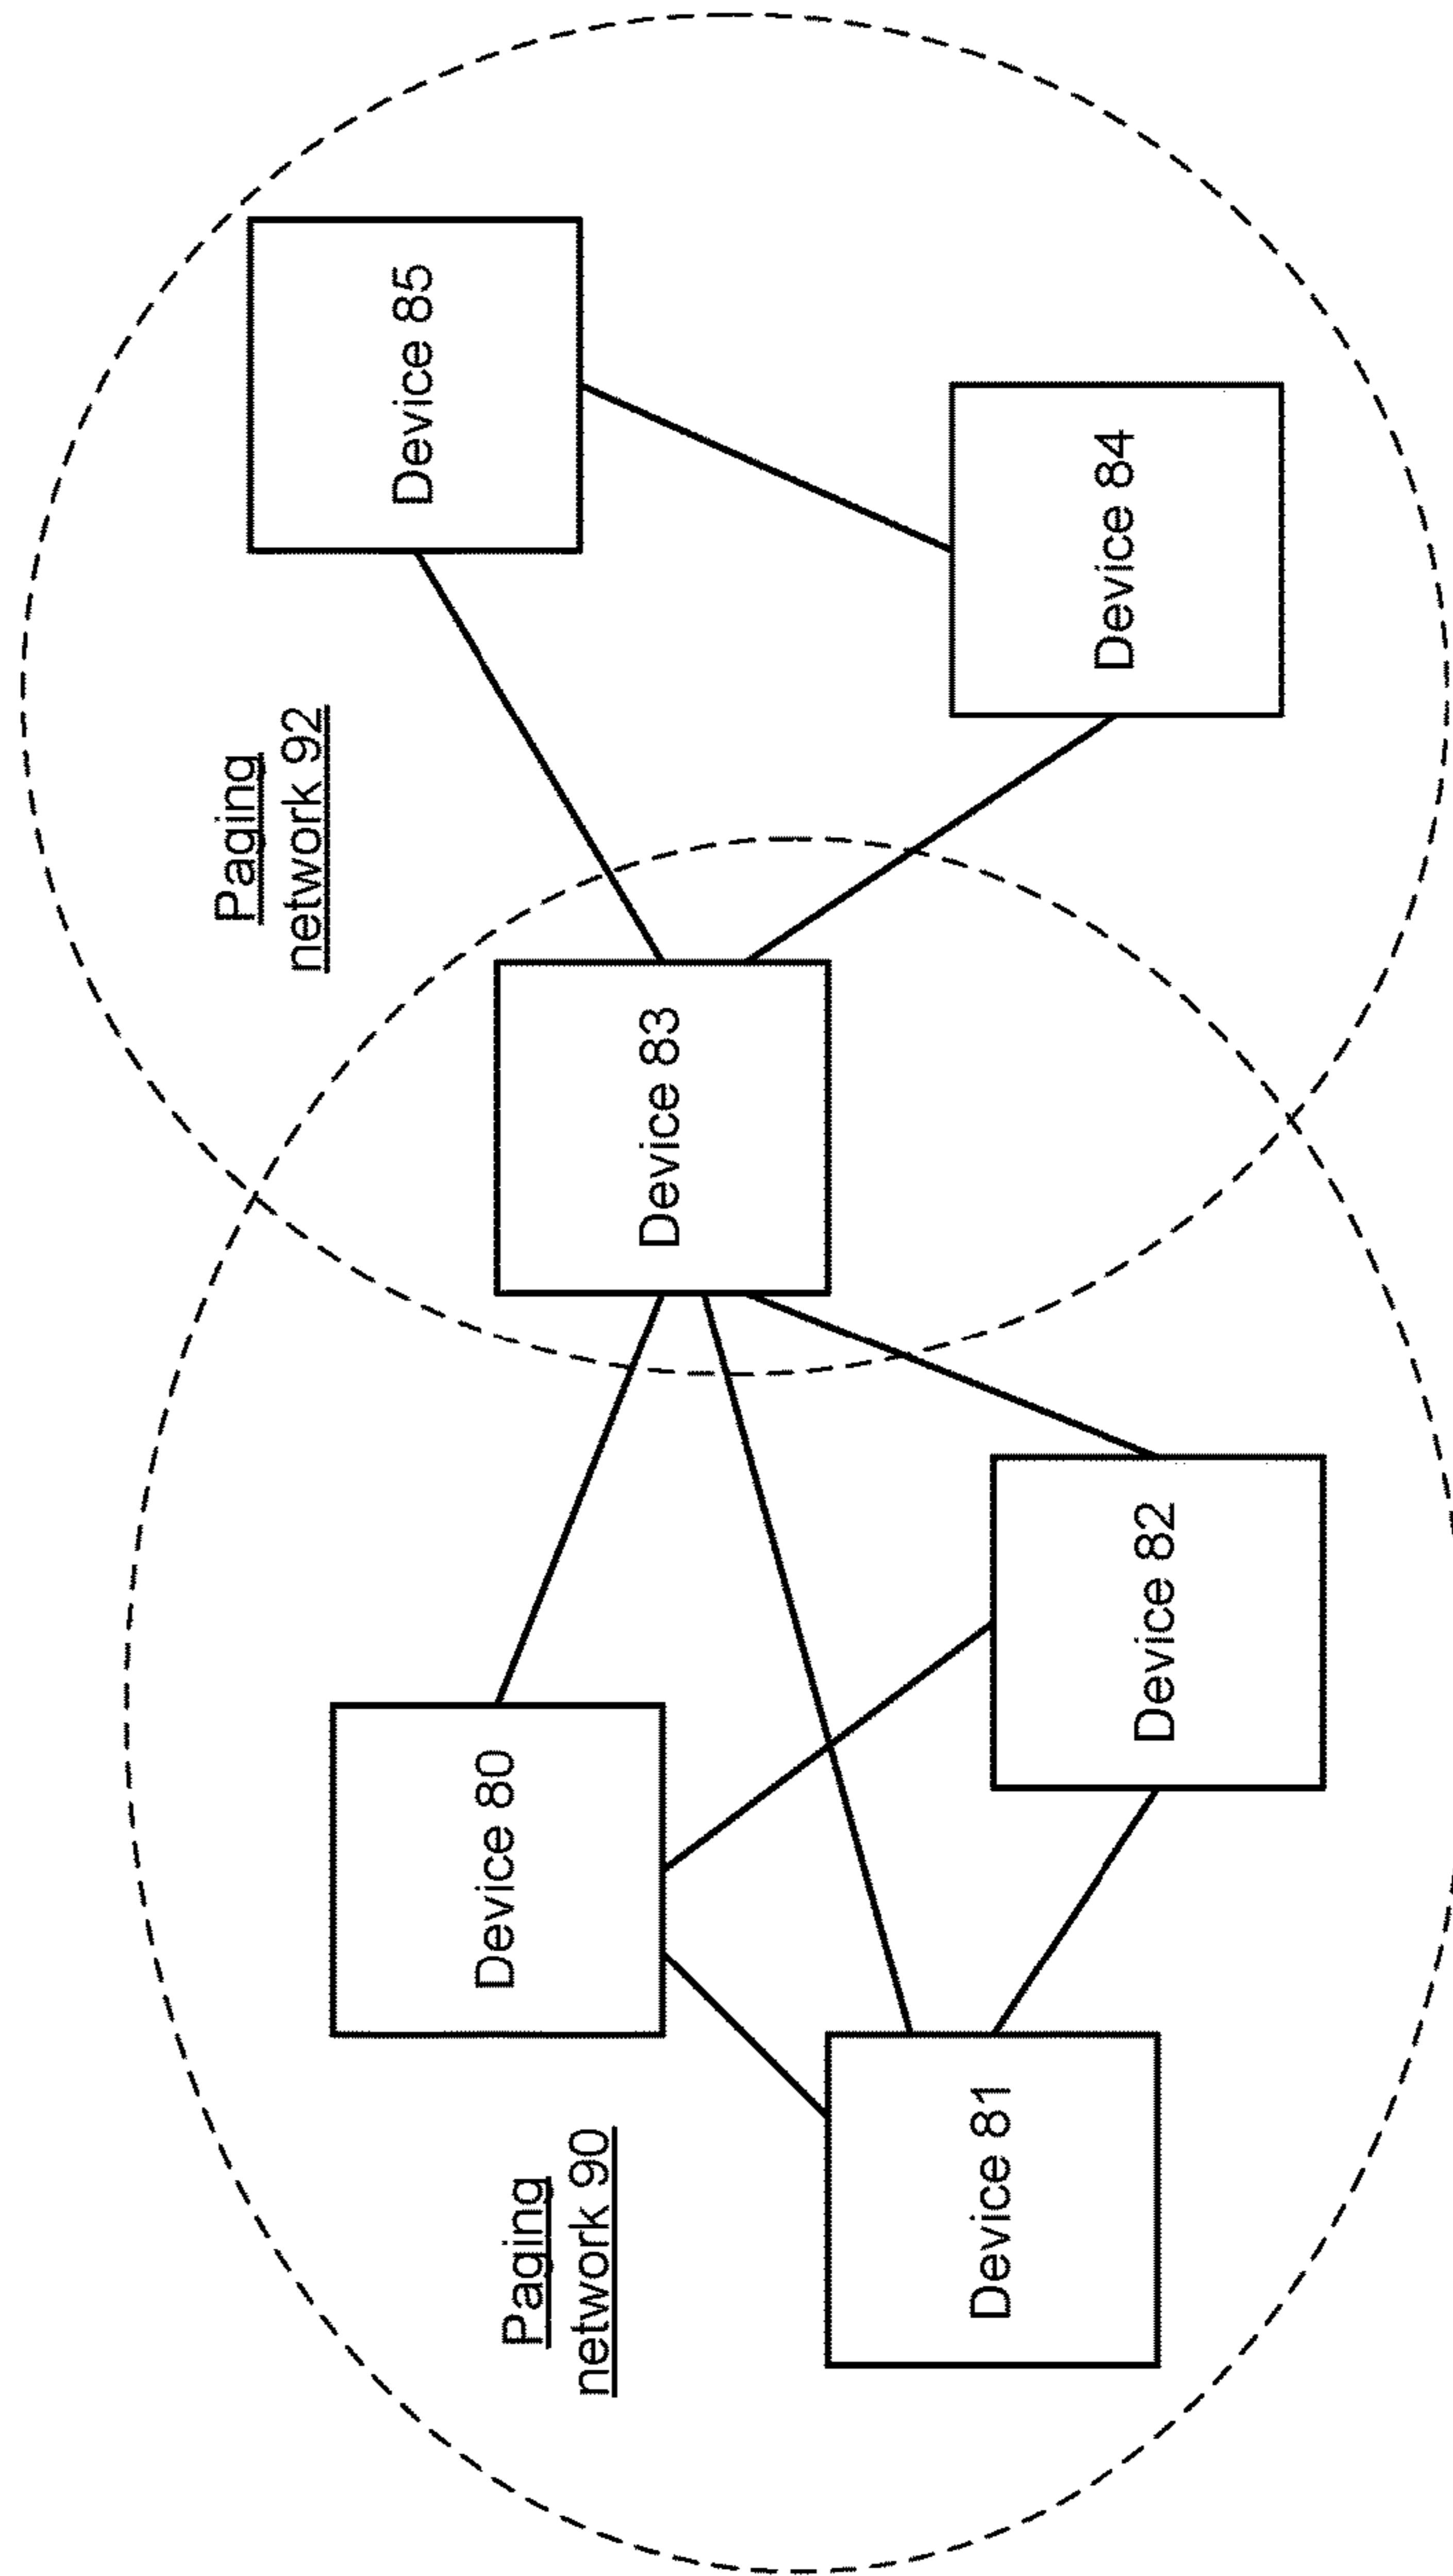 Paging
network 90
Device 80
Device 81
Device 82
Device 83
Paging
network 92
Device 85
Device 84